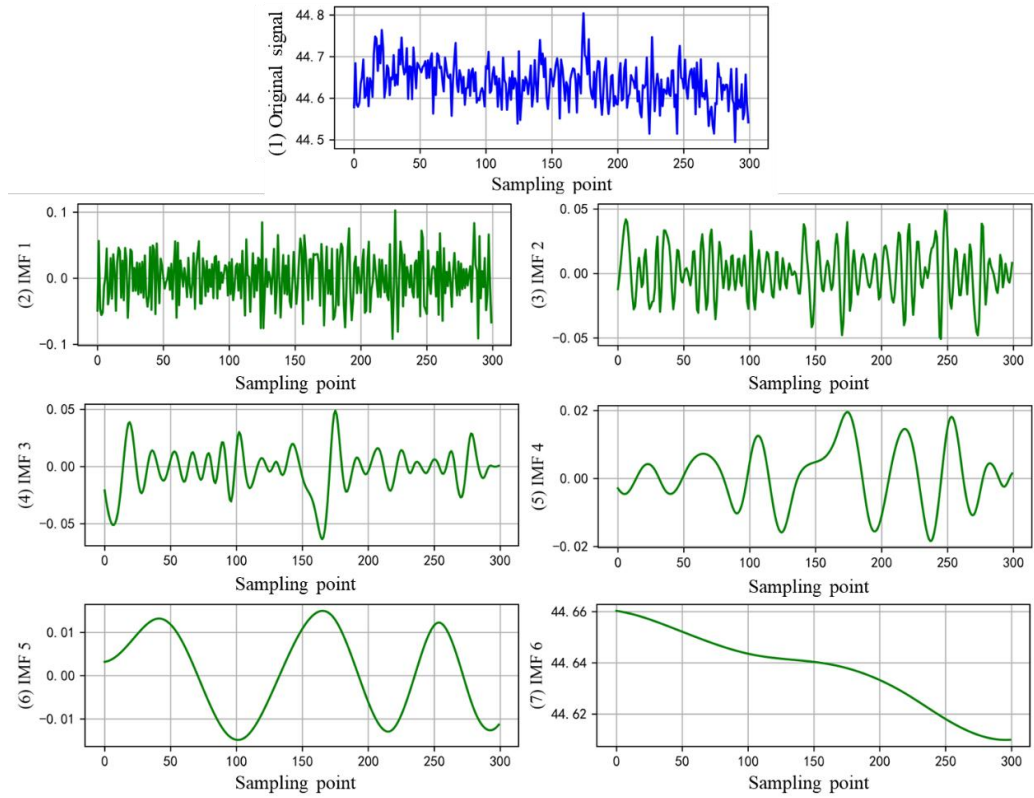 (1) Original signal
44.8
44.7
44.6
44.5
0 50 100 150 200 250 300
Sampling point
(2) IMF 1
0.1
0.0
−0.1
0 50 100 150 200 250 300
Sampling point
(3) IMF 2
0.05
0.00
−0.05
0 50 100 150 200 250 300
Sampling point
(4) IMF 3
0.05
0.00
−0.05
0 50 100 150 200 250 300
Sampling point
(5) IMF 4
0.02
0.00
−0.02
0 50 100 150 200 250 300
Sampling point
(6) IMF 5
0.01
0.00
−0.01
0 50 100 150 200 250 300
Sampling point
(7) IMF 6
44.66
44.64
44.62
0 50 100 150 200 250 300
Sampling point